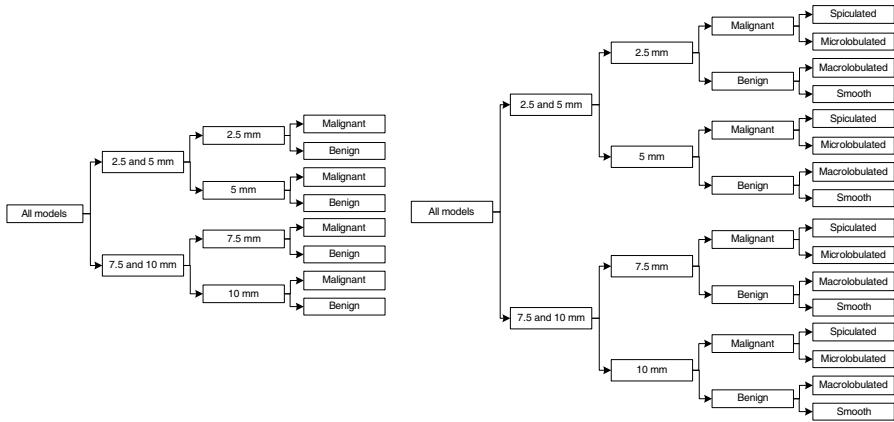 All models
2.5 and 5 mm
2.5 mm
Malignant
Benign
5 mm
Malignant
Benign
7.5 and 10 mm
7.5 mm
Malignant
Benign
10 mm
Malignant
Benign
All models
2.5 and 5 mm
2.5 mm
Malignant
Spiculated
Microlobulated
Benign
Macrolobulated
Smooth
5 mm
Malignant
Spiculated
Microlobulated
Benign
Macrolobulated
Smooth
7.5 and 10 mm
7.5 mm
Malignant
Spiculated
Microlobulated
Benign
Macrolobulated
Smooth
10 mm
Malignant
Spiculated
Microlobulated
Benign
Macrolobulated
Smooth